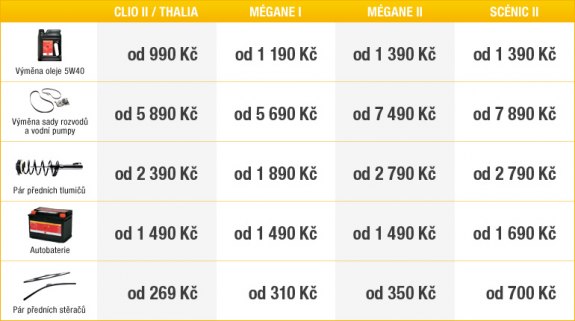 CLIO II / THALIA MÉGANE I MÉGANE II SCÉNIC II
Výměna oleje 5W40 od 990 Kč od 1 190 Kč od 1 390 Kč od 1 390 Kč
Výměna sady rozvodů
a vodní pumpy od 5 890 Kč od 5 690 Kč od 7 490 Kč od 7 890 Kč
Pár předních tlumičů od 2 390 Kč od 1 890 Kč od 2 790 Kč od 2 790 Kč
Autobaterie od 1 490 Kč od 1 490 Kč od 1 490 Kč od 1 690 Kč
Pár předních stěračů od 269 Kč od 310 Kč od 350 Kč od 700 Kč